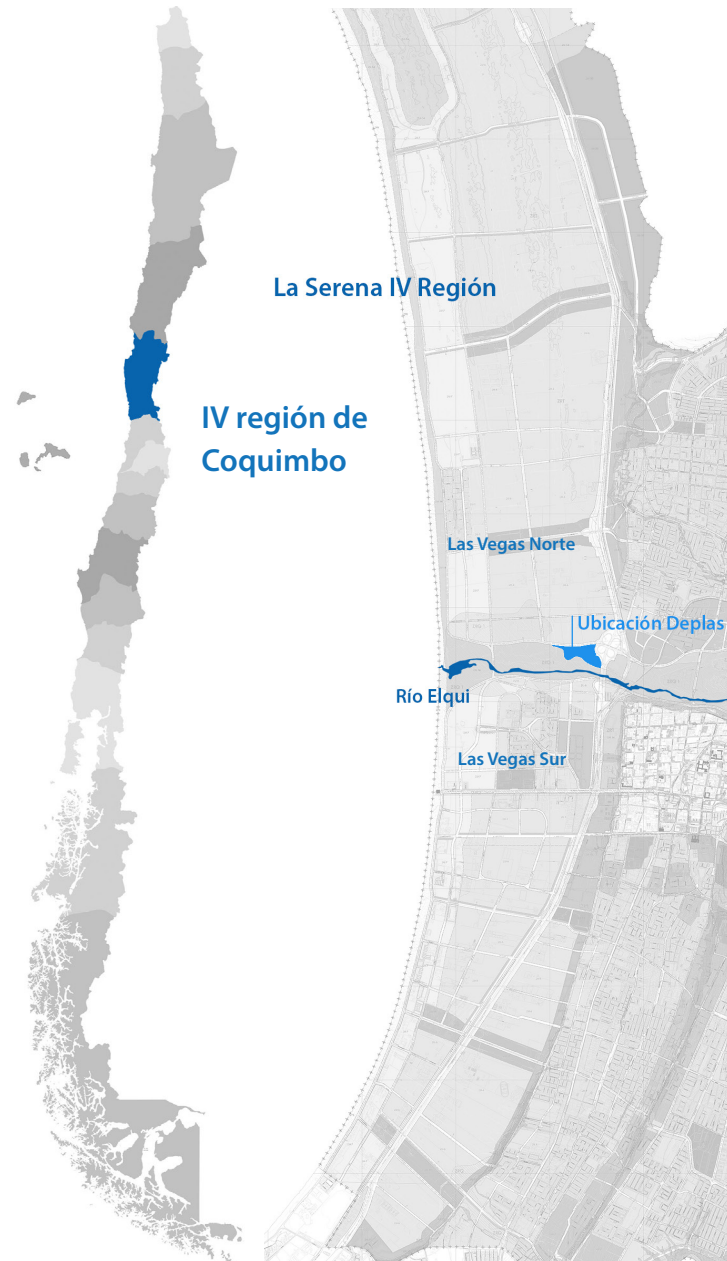 La Serena IV Región
IV región de
Coquimbo
Las Vegas Norte
Ubicación Deplas
Río Elqui
Las Vegas Sur